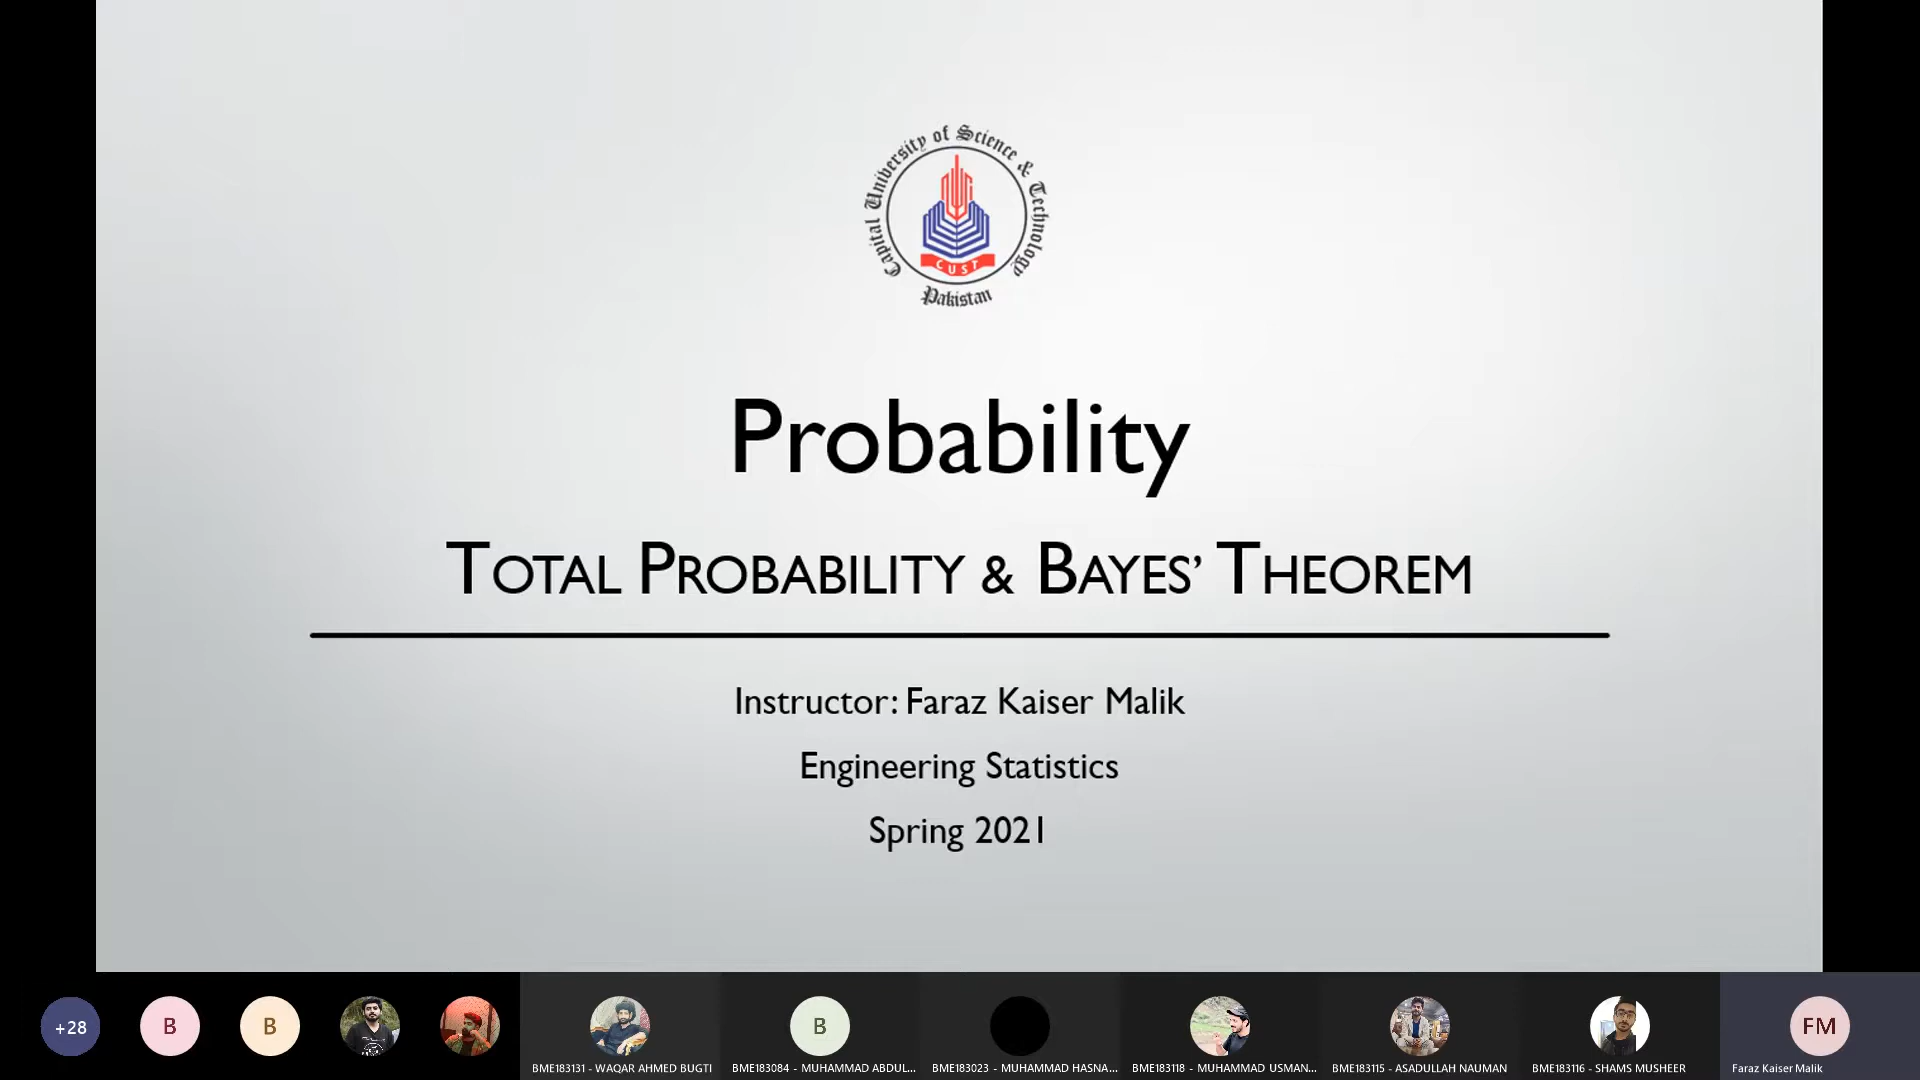 Capital University of Science & Technology
Pakistan
CUST
Probability
TOTAL PROBABILITY & BAYES’ THEOREM
Instructor: Faraz Kaiser Malik
Engineering Statistics
Spring 2021
+28
B
B
B
FM
BME183131 - WAQAR AHMED BUGTI
BME183084 - MUHAMMAD ABDUL...
BME183023 - MUHAMMAD HASNA...
BME183118 - MUHAMMAD USMAN...
BME183115 - ASADULLAH NAUMAN
BME183116 - SHAMS MUSHEER
Faraz Kaiser Malik